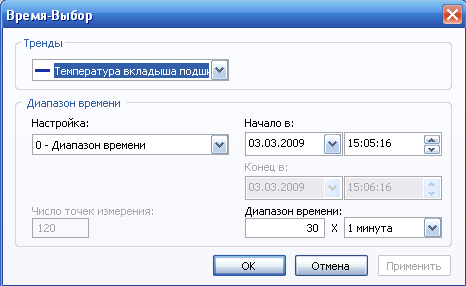 Время-Выбор
Тренды
Температура вкладыша
Диапазон времени
Настройка: Начало в:
0 - Диапазон времени 03.03.2009 15:05:16
Конец в:
03.03.2009 15:06:16
Число точек измерения: Диапазон времени:
120 30 X 1 минута
OK Отмена Применить